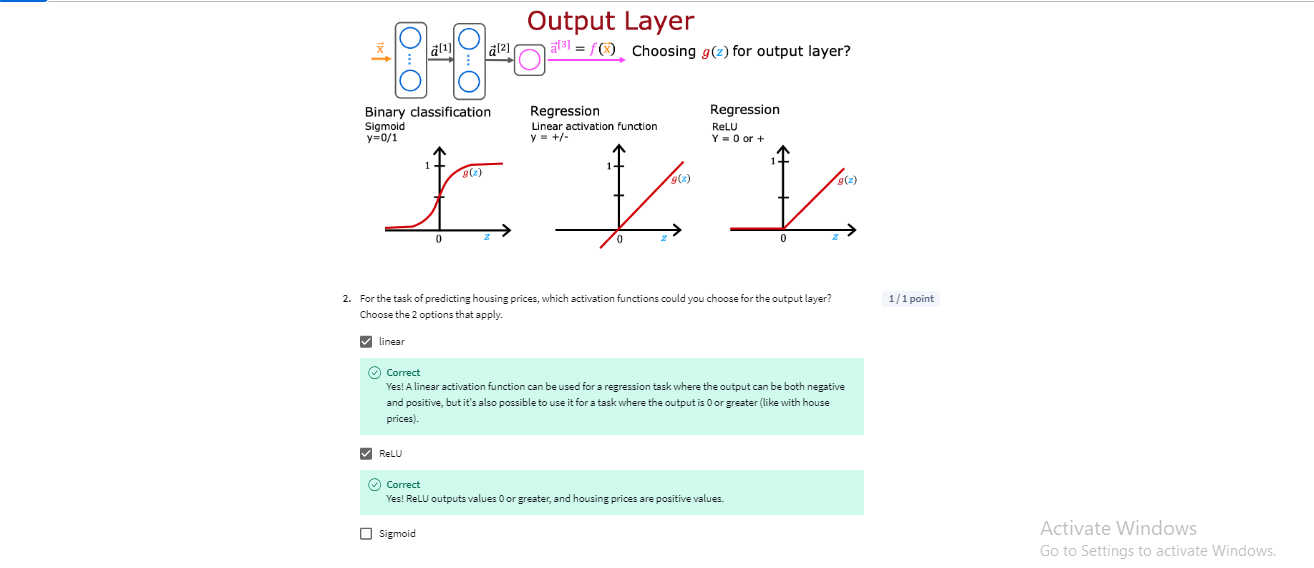 Output Layer
x⃗ a⃗[1] a⃗[2] a⃗[3] = f(x⃗) Choosing g(z) for output layer?
Binary classification Regression Regression
Sigmoid Linear activation function ReLU
y=0/1 y = +/- Y = 0 or +
1 1 1
g(z) g(z) g(z)
0 z 0 z 0 z
2. For the task of predicting housing prices, which activation functions could you choose for the output layer? 1 / 1 point
Choose the 2 options that apply.
linear
Correct
Yes! A linear activation function can be used for a regression task where the output can be both negative
and positive, but it's also possible to use it for a task where the output is 0 or greater (like with house
prices).
ReLU
Correct
Yes! ReLU outputs values 0 or greater, and housing prices are positive values.
Sigmoid
Activate Windows
Go to Settings to activate Windows.